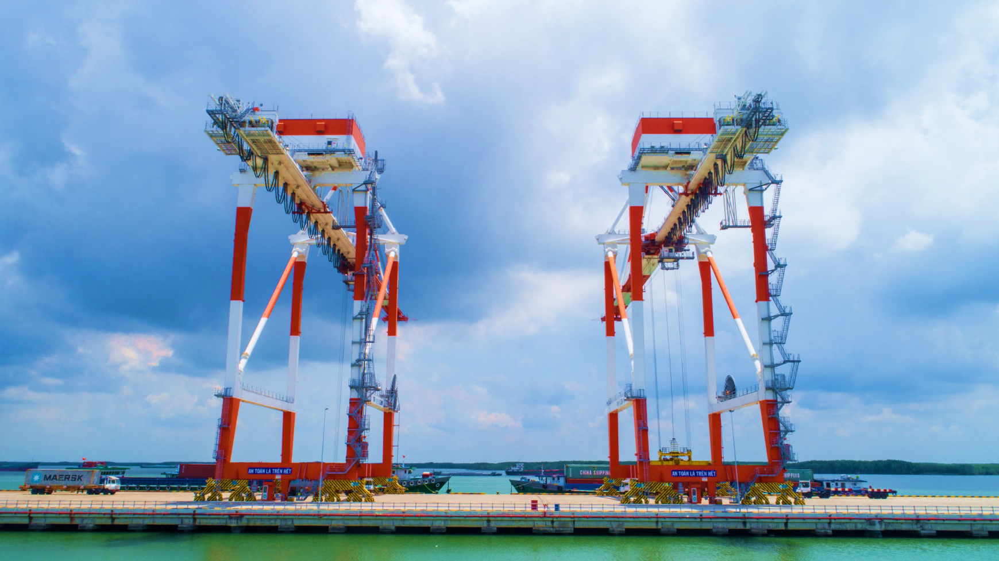 MAERSK
AN TOÀN LÀ TRÊN HẾT
CHINA SHIPPING
AN TOÀN LÀ TRÊN HẾT
SHIPPING